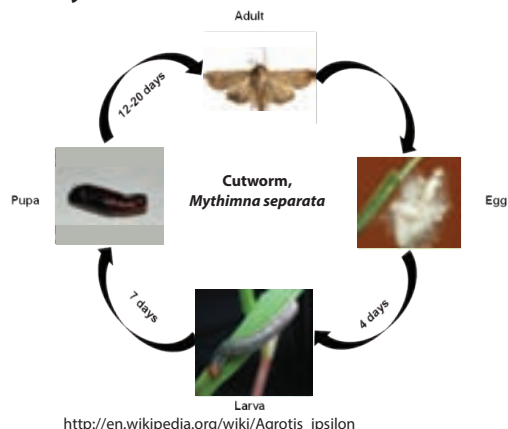 Adult
12-20 days
Pupa
Cutworm,
Mythimna separata
Egg
7 days
4 days
Larva
http://en.wikipedia.org/wiki/Agrotis_ipsilon